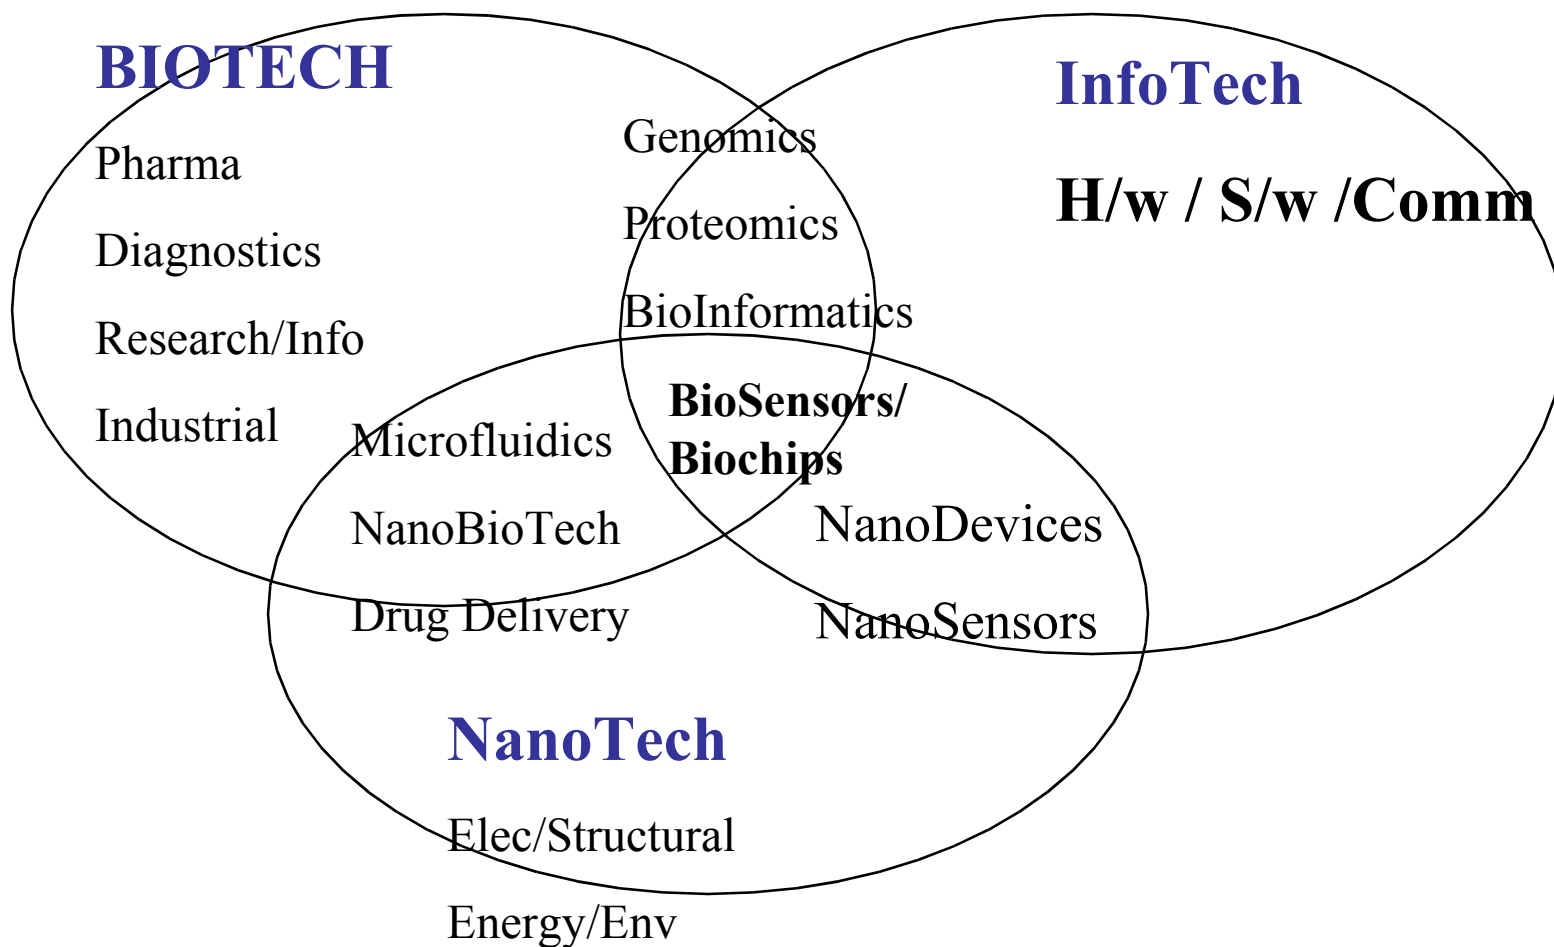 BIOTECH
Pharma
Diagnostics
Research/Info
Industrial
Genomics
Proteomics
BioInformatics
InfoTech
H/w / S/w /Comm
BioSensors/
Biochips
Microfluidics
NanoBioTech
Drug Delivery
NanoDevices
NanoSensors
NanoTech
Elec/Structural
Energy/Env